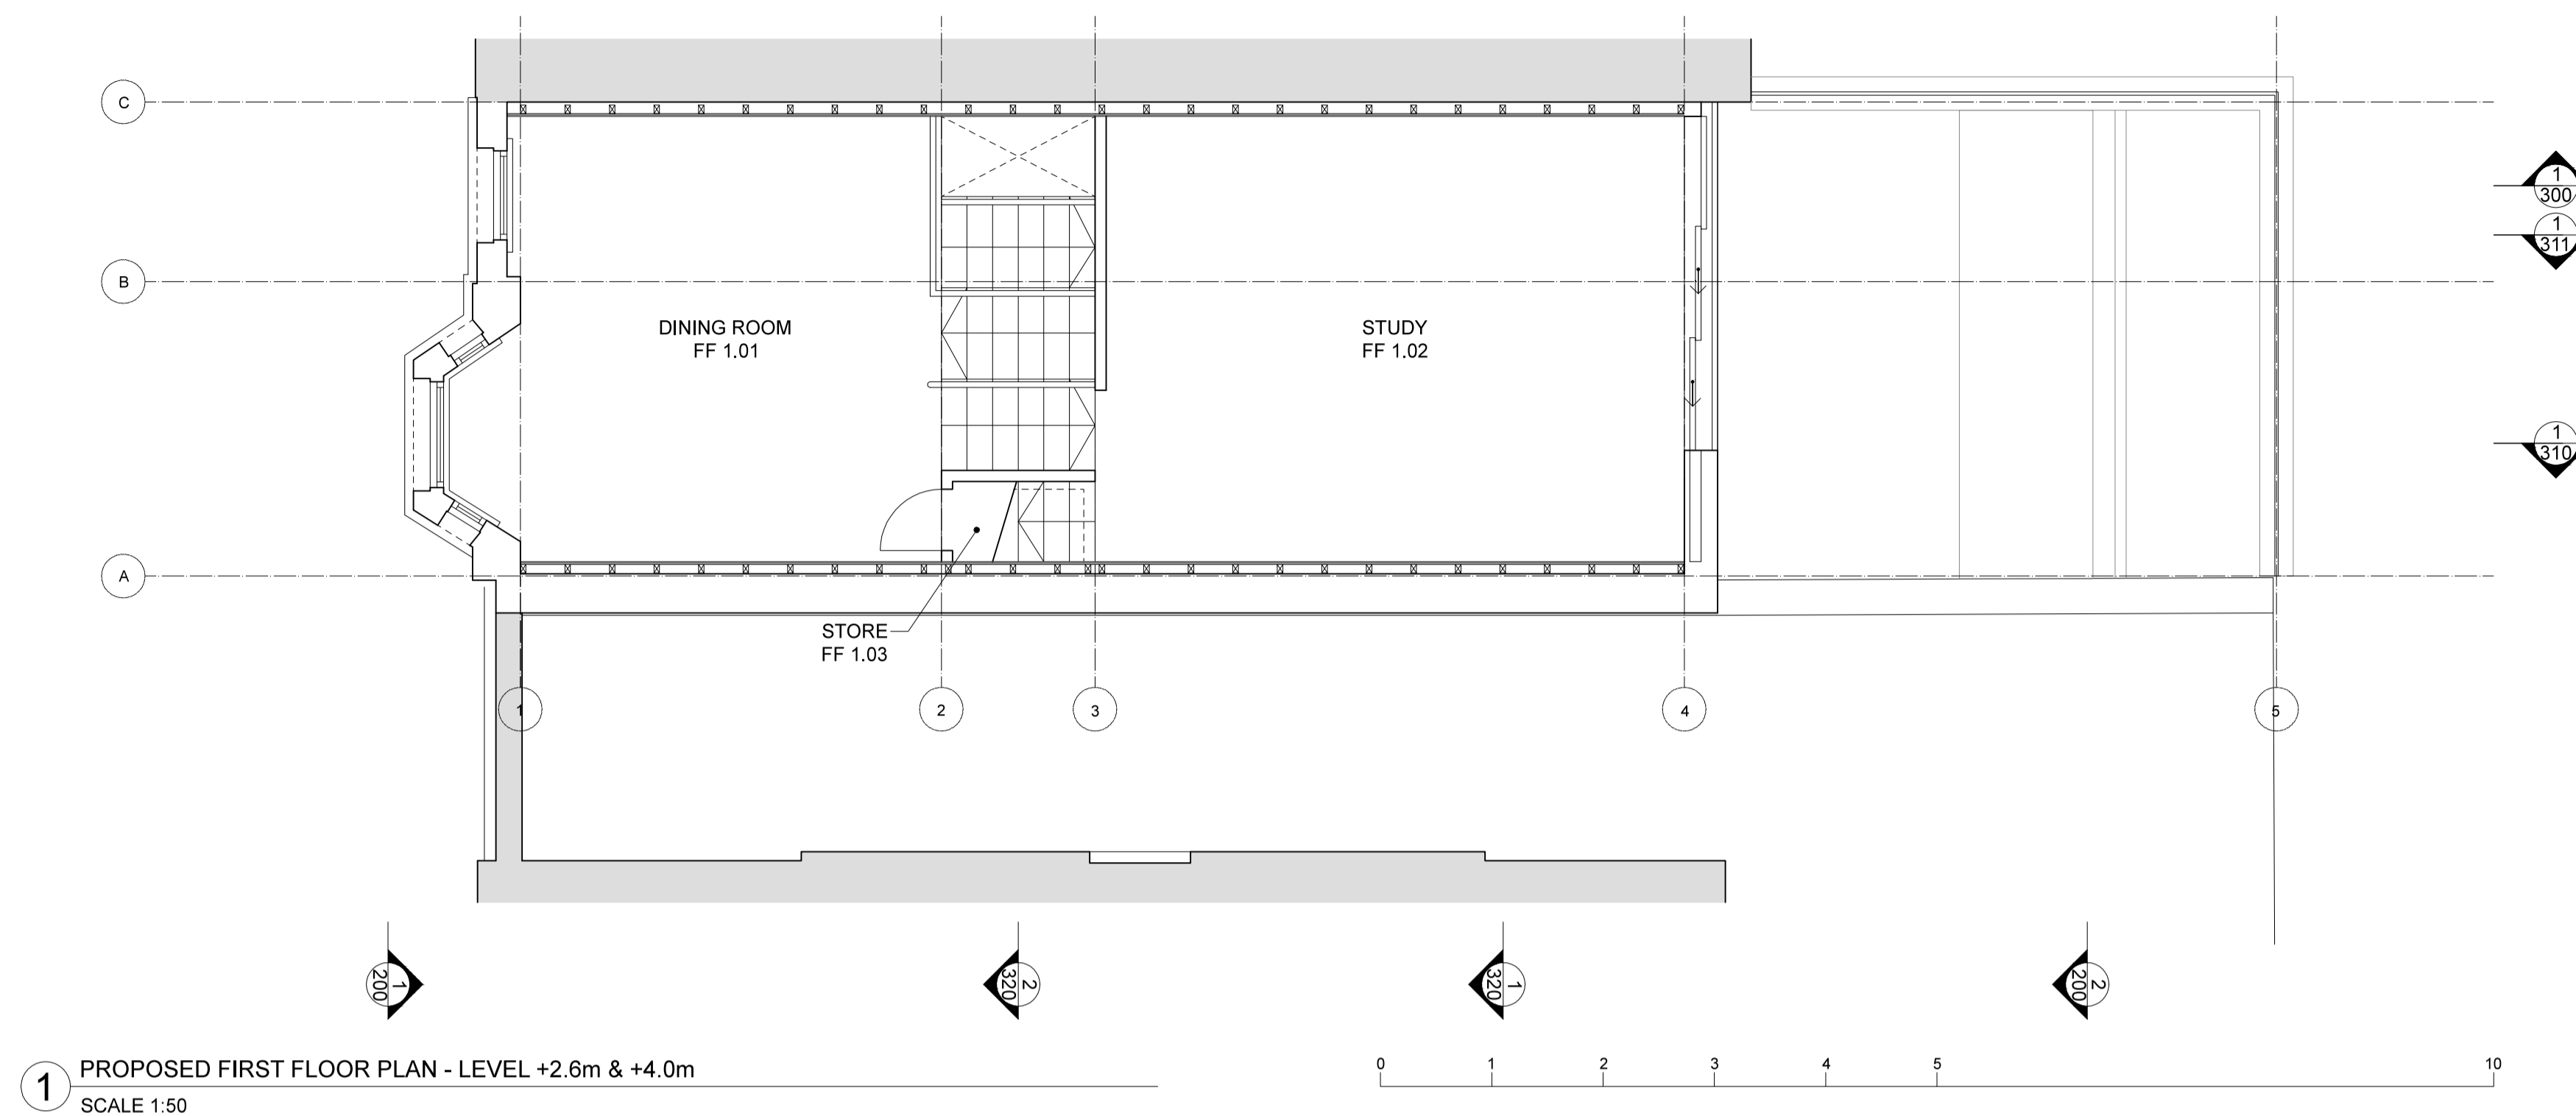 C
1
300
1
311
B
DINING ROOM
FF 1.01
STUDY
FF 1.02
1
310
A
STORE
FF 1.03
1
2
3
4
5
1
200
2
320
1
320
2
200
1
PROPOSED FIRST FLOOR PLAN - LEVEL +2.6m & +4.0m
SCALE 1:50
0 1 2 3 4 5 10